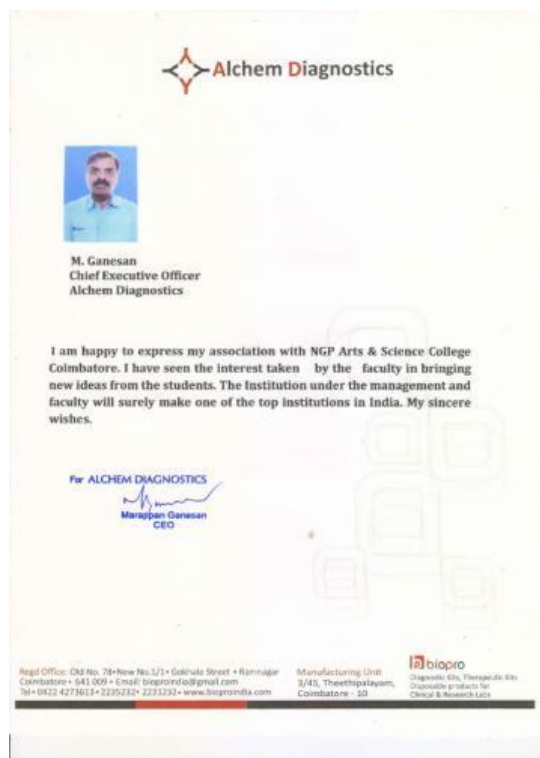 Alchem Diagnostics
M. Ganesan
Chief Executive Officer
Alchem Diagnostics
I am happy to express my association with NGP Arts & Science College
Coimbatore. I have seen the interest taken by the faculty in bringing
new ideas from the students. The Institution under the management and
faculty will surely make one of the top institutions in India. My sincere
wishes.
For ALCHEM DIAGNOSTICS
Marappan Ganesan
CEO
Regd Office: Old No. 78•New No.1/1• Gokhale Street • Ramnagar
Coimbatore • 641 009 • Email: bioproindia@gmail.com
Tel • 0422 4273613• 2235232• 2231232• www.bioproindia.com
Manufacturing Unit
3/45, Theethipalayam,
Coimbatore - 10
biopro
Diagnostic Kits, Therapeutic Kits
Disposable products for
Clinical & Research Labs